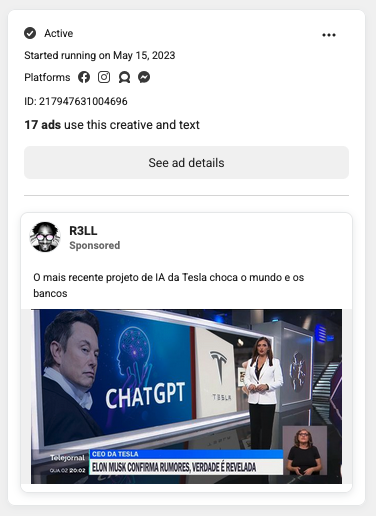 Active
Started running on May 15, 2023
Platforms
ID: 217947631004696
17 ads use this creative and text
See ad details
R3LL
Sponsored
O mais recente projeto de IA da Tesla choca o mundo e os
bancos
CHATGPT
TESLA
Telejornal
QUA.02 20:02
CEO DA TESLA
ELON MUSK CONFIRMA RUMORES, VERDADE É REVELADA